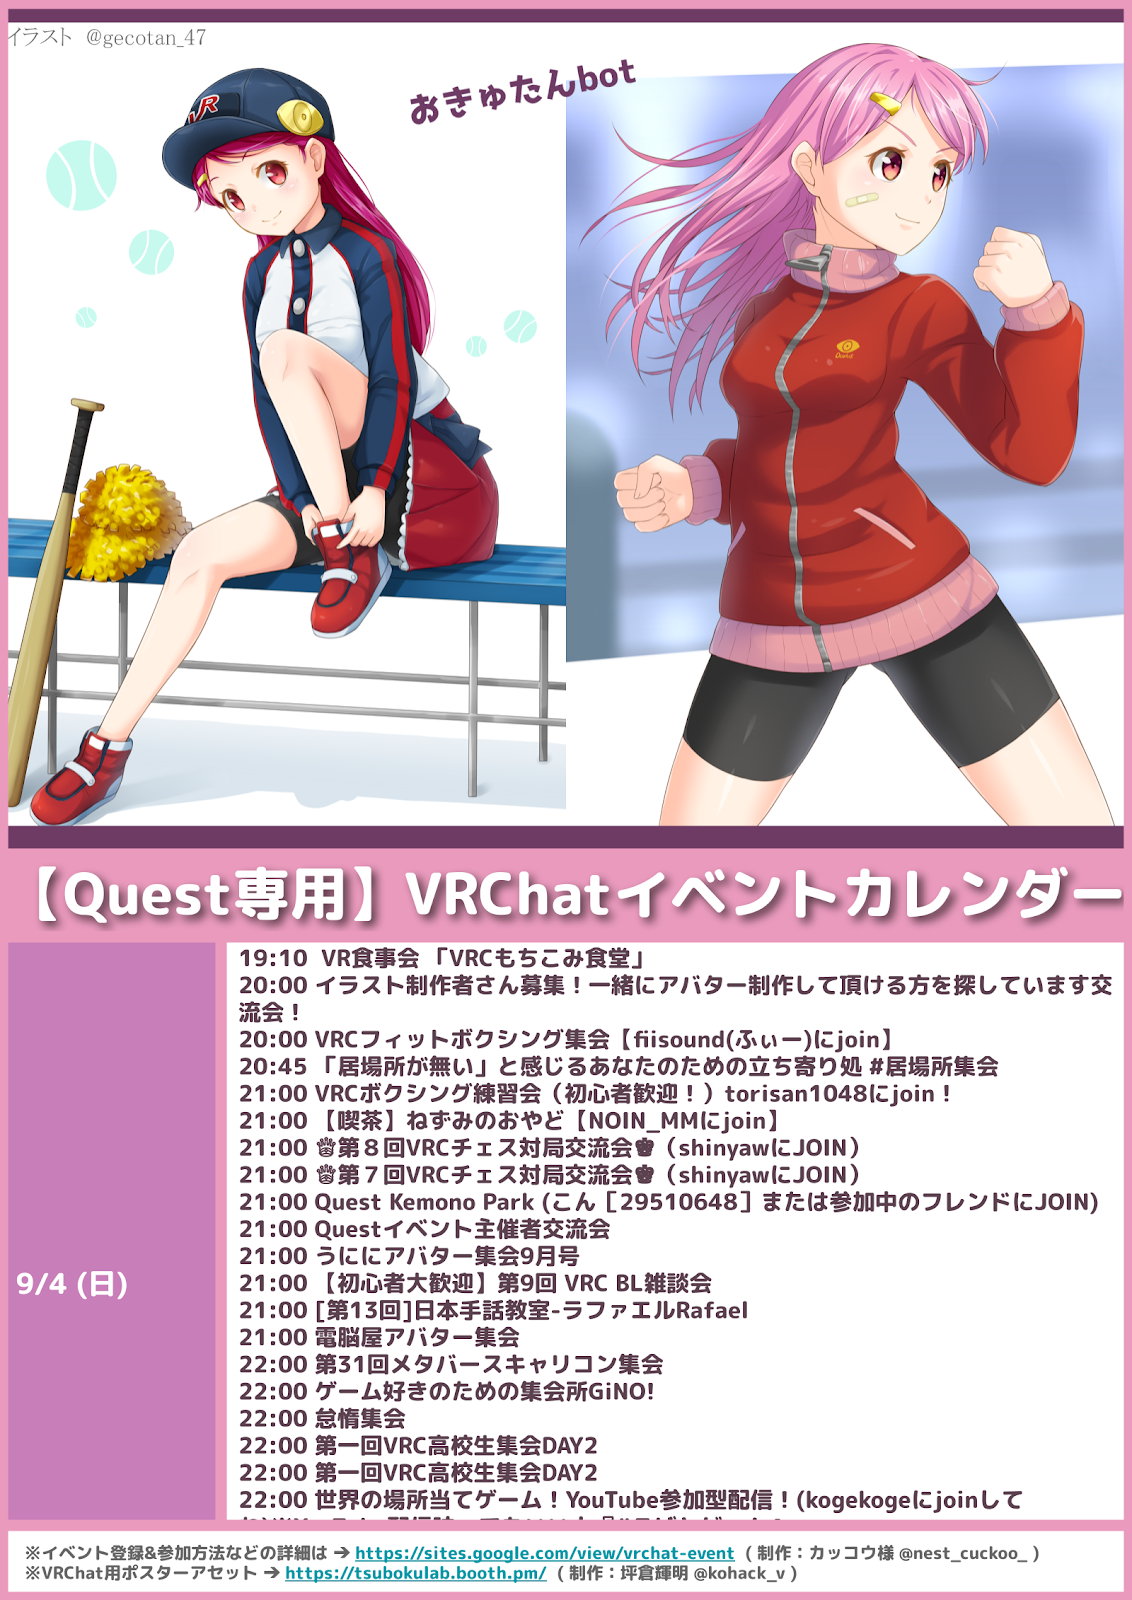 イラスト @gecotan_47
おきゅたんbot
VR
Quest
【Quest専用】VRChatイベントカレンダー
9/4 (日)
19:10 VR食事会 「VRCもちこみ食堂」
20:00 イラスト制作者さん募集！一緒にアバター制作して頂ける方を探しています交
流会！
20:00 VRCフィットボクシング集会【fiisound(ふぃー)にjoin】
20:45 「居場所が無い」と感じるあなたのための立ち寄り処 #居場所集会
21:00 VRCボクシング練習会（初心者歓迎！）torisan1048にjoin！
21:00 【喫茶】ねずみのおやど【NOIN_MMにjoin】
21:00 ♕第８回VRCチェス対局交流会♚（shinyawにJOIN）
21:00 ♕第７回VRCチェス対局交流会♚（shinyawにJOIN）
21:00 Quest Kemono Park (こん［29510648］または参加中のフレンドにJOIN)
21:00 Questイベント主催者交流会
21:00 うににアバター集会9月号
21:00 【初心者大歓迎】第9回 VRC BL雑談会
21:00 [第13回]日本手話教室-ラファエルRafael
21:00 電脳屋アバター集会
22:00 第31回メタバースキャリコン集会
22:00 ゲーム好きのための集会所GiNO!
22:00 怠惰集会
22:00 第一回VRC高校生集会DAY2
22:00 第一回VRC高校生集会DAY2
22:00 世界の場所当てゲーム！YouTube参加型配信！(kogekogeにjoinして
※イベント登録&参加方法などの詳細は ➔ https://sites.google.com/view/vrchat-event ( 制作：カッコウ様 @nest_cuckoo_ )
※VRChat用ポスターアセット ➔ https://tsubokulab.booth.pm/ ( 制作：坪倉輝明 @kohack_v )